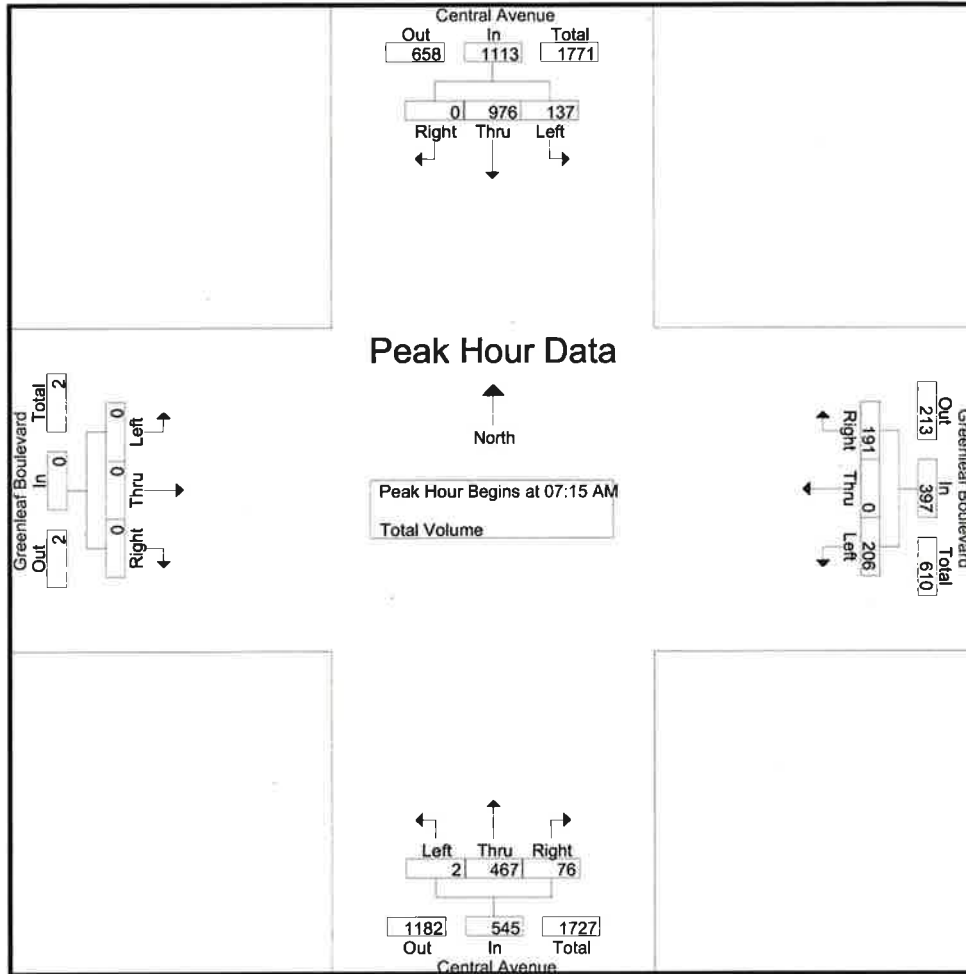 Central Avenue
Out In Total
658 1113 1771
0 976 137
Right Thru Left
Peak Hour Data
North
Peak Hour Begins at 07:15 AM
Total Volume
Greenleaf Boulevard
Out In Total
2 0 2
Left Thru Right
0 0 0
Greenleaf Boulevard
Out In Total
213 397 610
191 0 206
Right Thru Left
Left Thru Right
2 467 76
1182 545 1727
Out In Total
Central Avenue